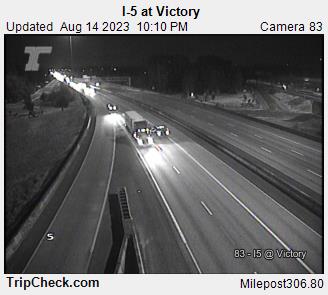 I-5 at Victory
Updated Aug 14 2023 10:10 PM Camera 83
T
S
83 - I5 @ Victory
TripCheck.com Milepost306.80